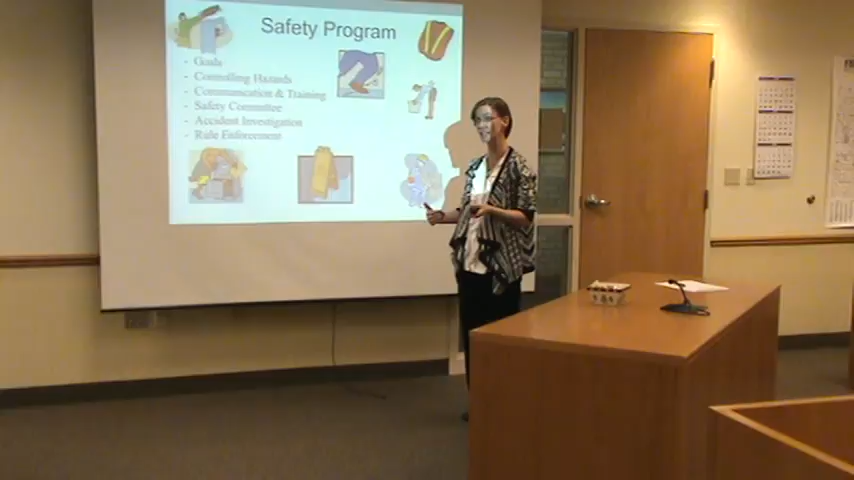 Safety Program
- Goals
- Controlling Hazards
- Communication & Training
- Safety Committee
- Accident Investigation
- Rule Enforcement